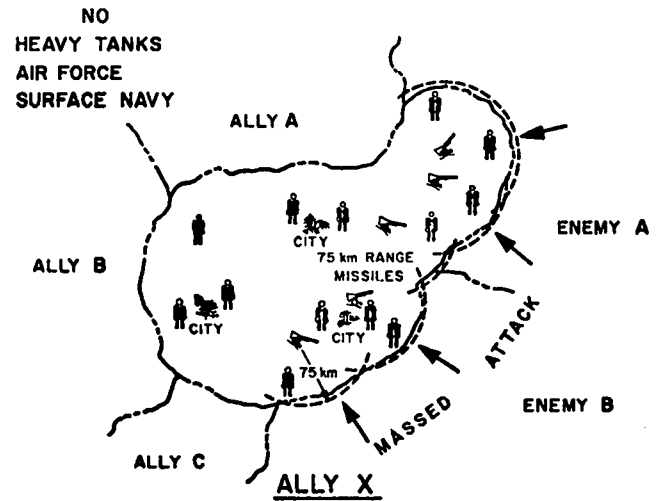 NO
HEAVY TANKS
AIR FORCE
SURFACE NAVY
ALLY A
ENEMY A
CITY
75 km RANGE
MISSILES
ALLY B
CITY
CITY
75 km
MASSED ATTACK
ENEMY B
ALLY C
ALLY X